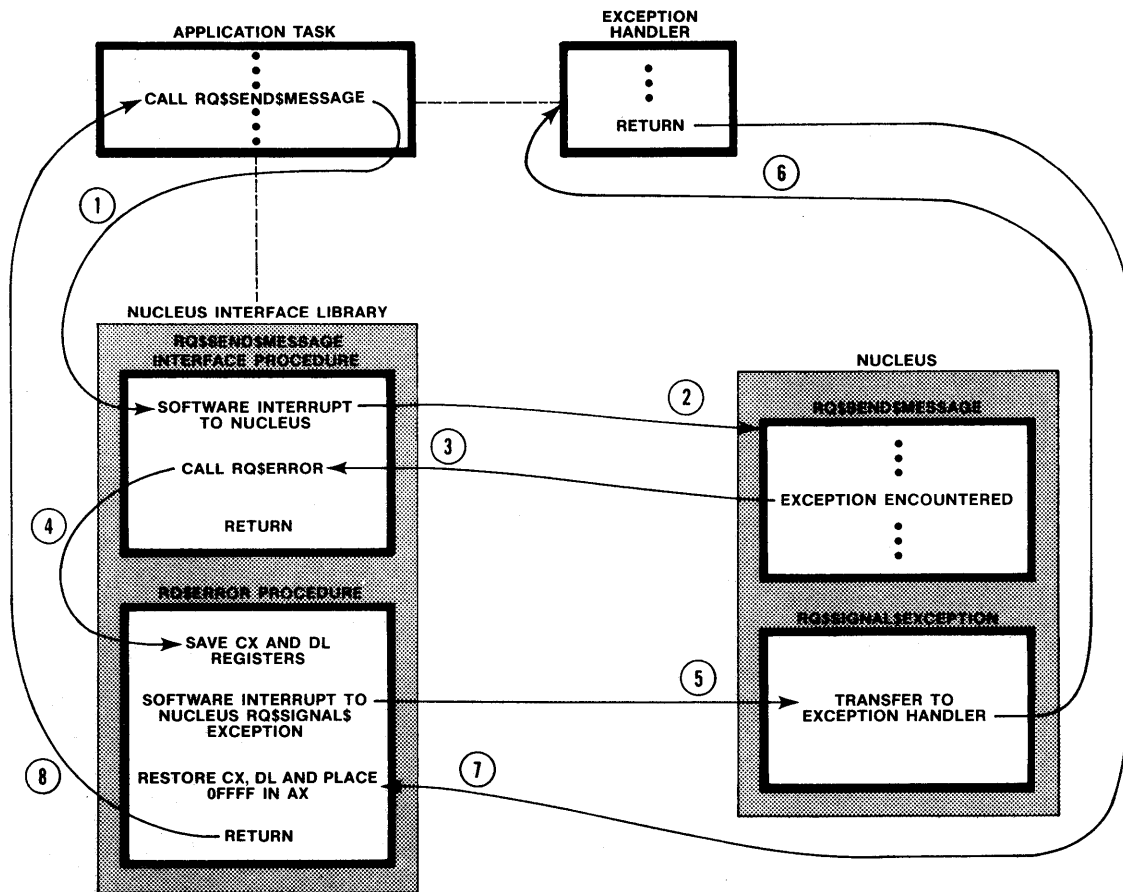 APPLICATION TASK
CALL RQ$SEND$MESSAGE
EXCEPTION
HANDLER
RETURN
1
6
NUCLEUS INTERFACE LIBRARY
RQ$SEND$MESSAGE
INTERFACE PROCEDURE
SOFTWARE INTERRUPT
TO NUCLEUS
CALL RQ$ERROR
RETURN
2
3
4
NUCLEUS
RQ$SEND$MESSAGE
EXCEPTION ENCOUNTERED
RQ$ERROR PROCEDURE
SAVE CX AND DL
REGISTERS
SOFTWARE INTERRUPT TO
NUCLEUS RQ$SIGNAL$
EXCEPTION
RESTORE CX, DL AND PLACE
0FFFF IN AX
RETURN
5
RQ$SIGNAL$EXCEPTION
TRANSFER TO
EXCEPTION HANDLER
7
8